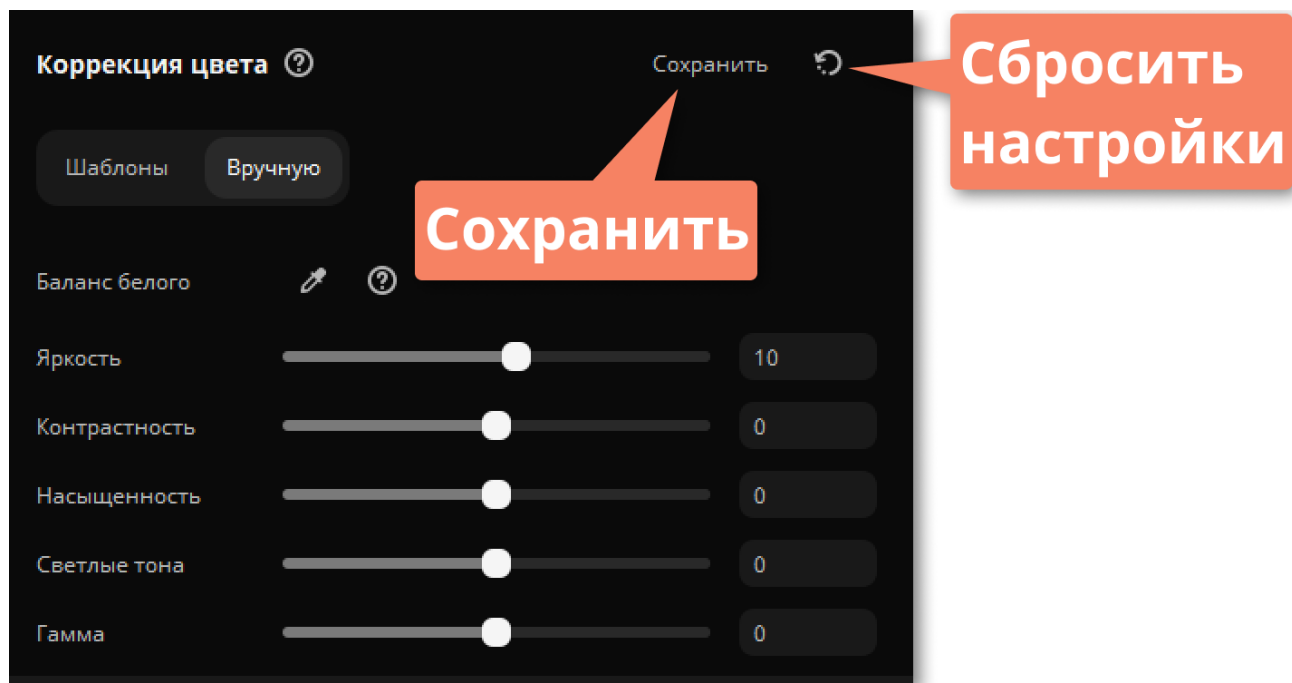 Коррекция цвета
Сохранить
Сбросить
настройки
Шаблоны
Вручную
Сохранить
Баланс белого
Яркость 10
Контрастность 0
Насыщенность 0
Светлые тона 0
Гамма 0